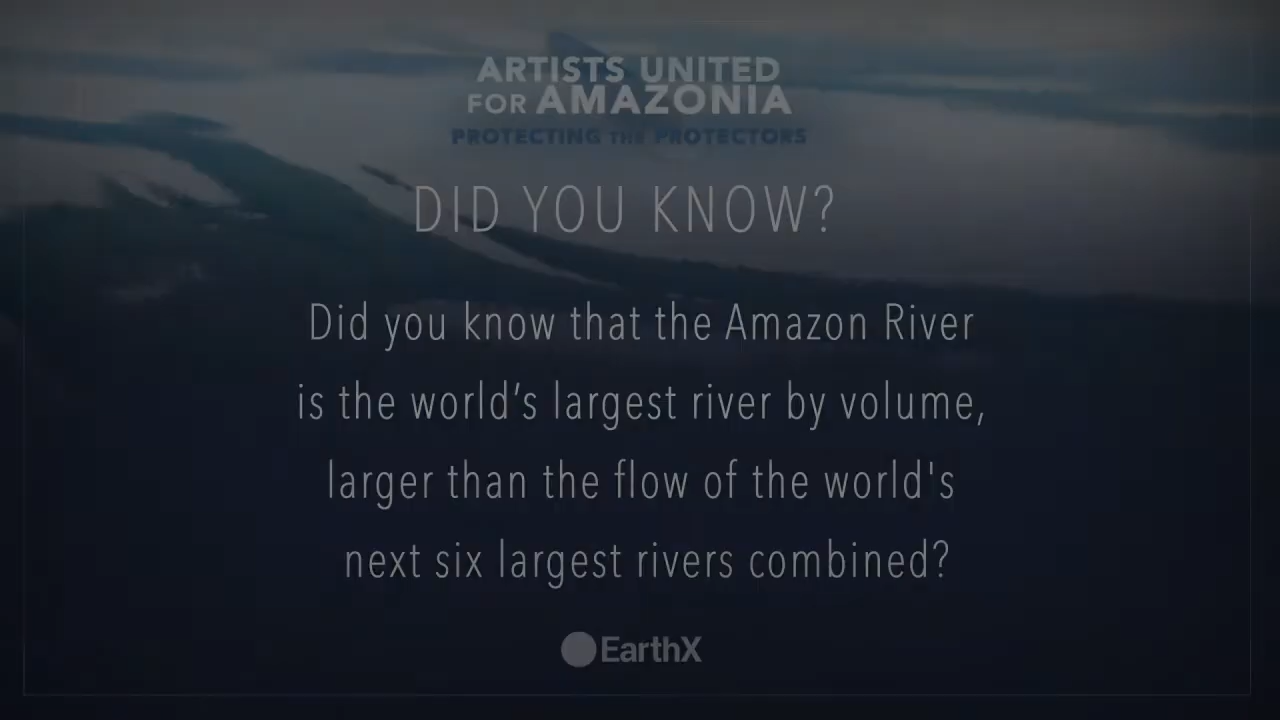 ARTISTS UNITED
FOR AMAZONIA
PROTECTING THE PROTECTORS
DID YOU KNOW?
Did you know that the Amazon River
is the world’s largest river by volume,
larger than the flow of the world's
next six largest rivers combined?
EarthX